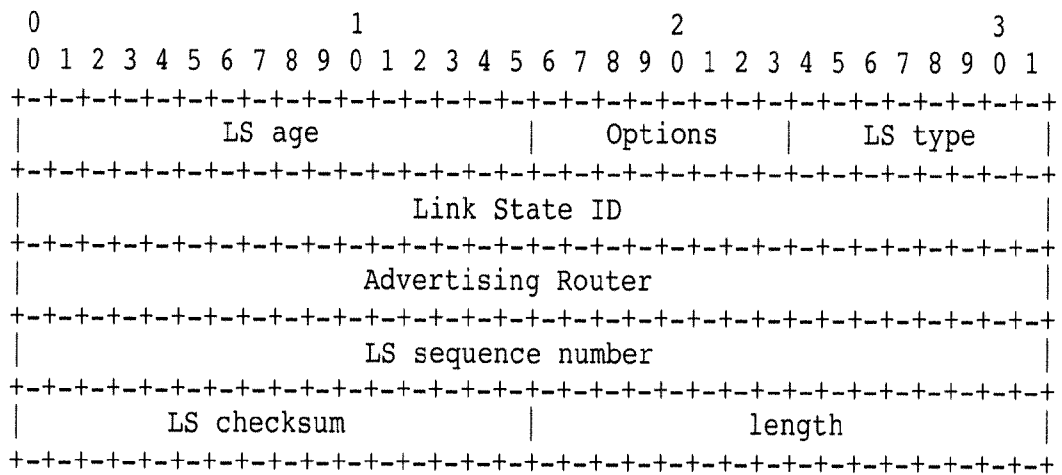 0 1 2 3
0 1 2 3 4 5 6 7 8 9 0 1 2 3 4 5 6 7 8 9 0 1 2 3 4 5 6 7 8 9 0 1
+-+-+-+-+-+-+-+-+-+-+-+-+-+-+-+-+-+-+-+-+-+-+-+-+-+-+-+-+-+-+-+-+
| LS age | Options | LS type |
+-+-+-+-+-+-+-+-+-+-+-+-+-+-+-+-+-+-+-+-+-+-+-+-+-+-+-+-+-+-+-+-+
| Link State ID |
+-+-+-+-+-+-+-+-+-+-+-+-+-+-+-+-+-+-+-+-+-+-+-+-+-+-+-+-+-+-+-+-+
| Advertising Router |
+-+-+-+-+-+-+-+-+-+-+-+-+-+-+-+-+-+-+-+-+-+-+-+-+-+-+-+-+-+-+-+-+
| LS sequence number |
+-+-+-+-+-+-+-+-+-+-+-+-+-+-+-+-+-+-+-+-+-+-+-+-+-+-+-+-+-+-+-+-+
| LS checksum | length |
+-+-+-+-+-+-+-+-+-+-+-+-+-+-+-+-+-+-+-+-+-+-+-+-+-+-+-+-+-+-+-+-+